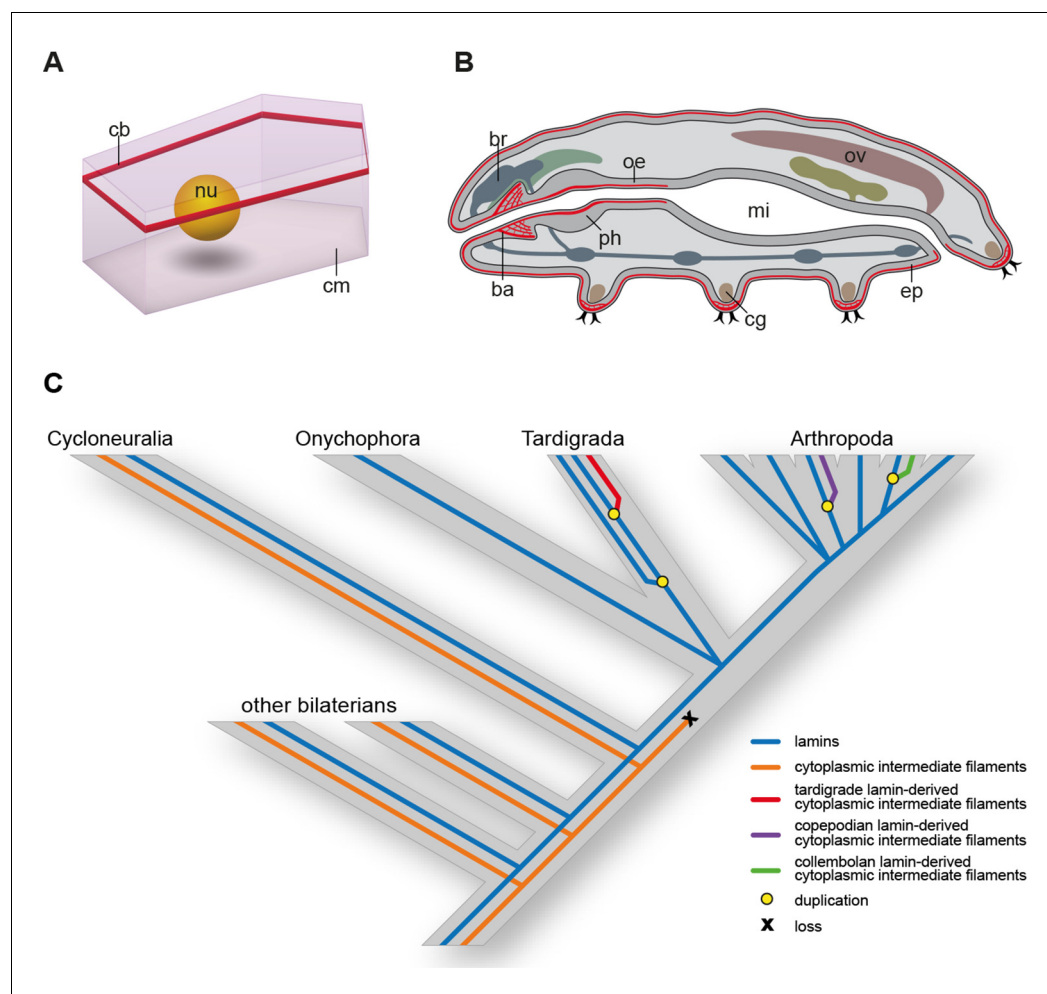 A
cb
nu
cm
B
br
oe
ov
mi
ph
ba
cg
ep
C
Cycloneuralia
Onychophora
Tardigrada
Arthropoda
other bilaterians
lamins
cytoplasmic intermediate filaments
tardigrade lamin-derived
cytoplasmic intermediate filaments
copepodian lamin-derived
cytoplasmic intermediate filaments
collembolan lamin-derived
cytoplasmic intermediate filaments
duplication
loss